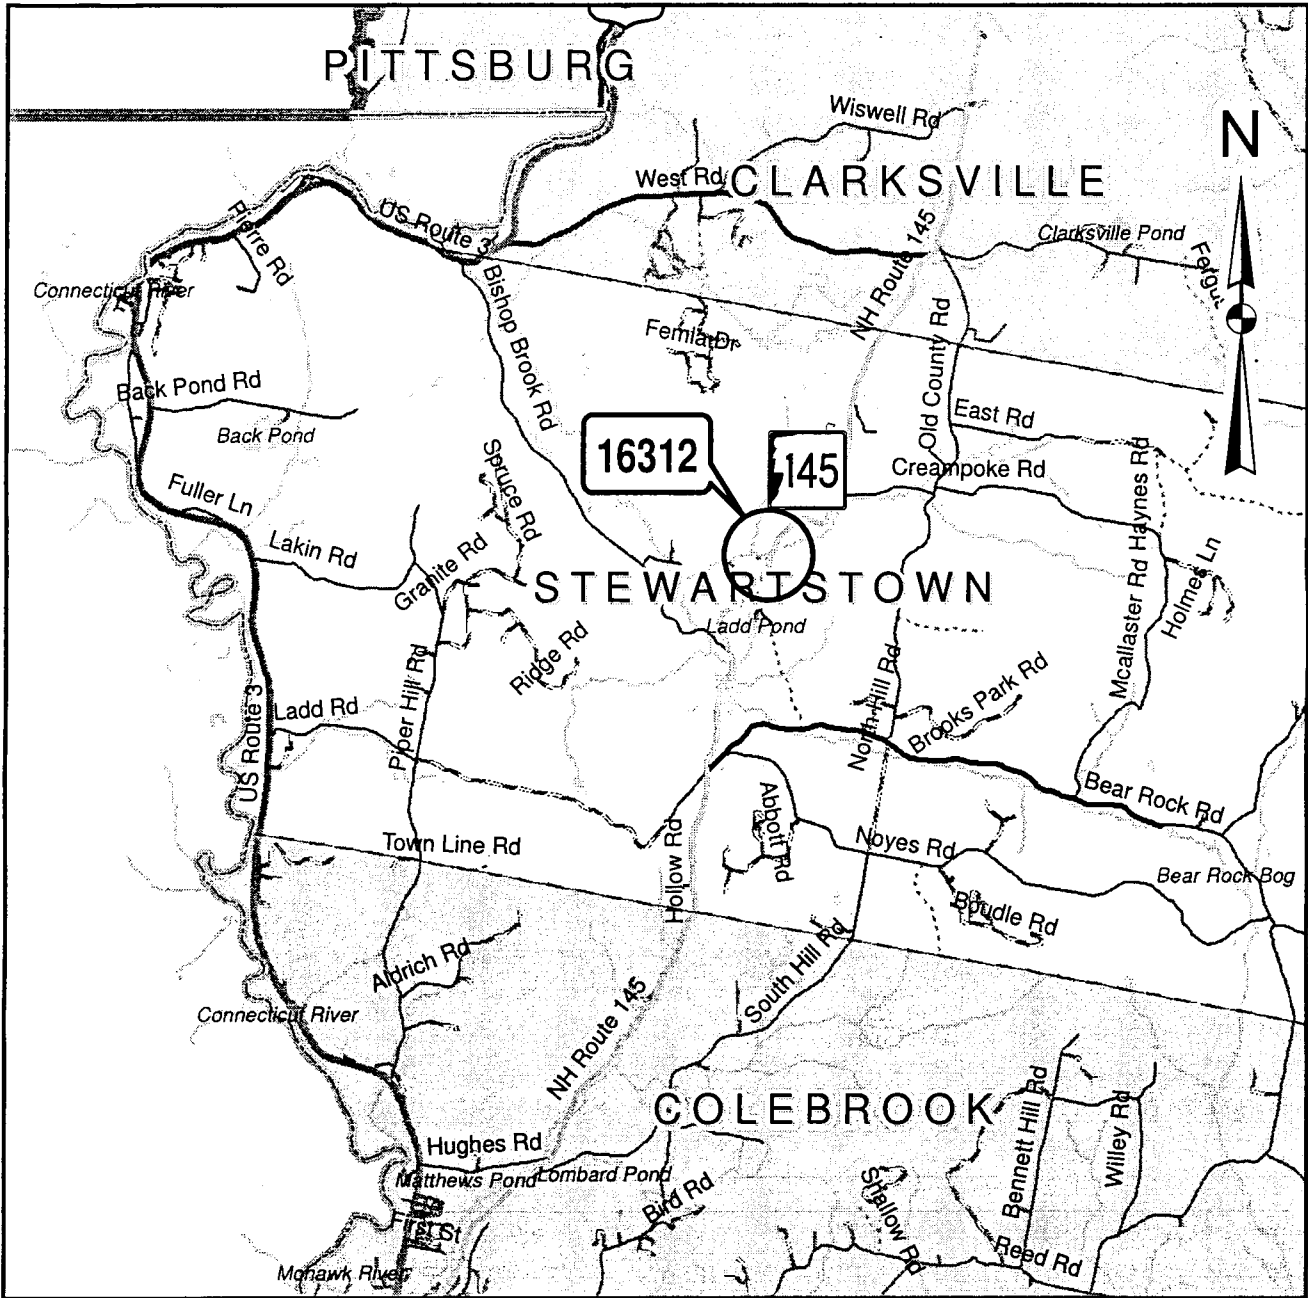 PITTSBURG
Wiswell Rd
N
West Rd
CLARKSVILLE
Pierre Rd
US Route 3
NH Route 145
Clarksville Pond
Connecticut River
Bishop Brook Rd
Femia Dr
Old County Rd
Back Pond Rd
Back Pond
East Rd
16312
145
Creampoke Rd
Spruce Rd
Fuller Ln
Lakin Rd
Granite Rd
Mcallaster Rd Haynes Rd
Holmes Ln
STEWARTSTOWN
Ladd Pond
Ridge Rd
Piper Hill Rd
North Hill Rd
Brooks Park Rd
US Route 3
Ladd Rd
Bear Rock Rd
Abbott Rd
Town Line Rd
Hollow Rd
Noyes Rd
Bear Rock Bog
Boudle Rd
Aldrich Rd
South Hill Rd
Connecticut River
NH Route 145
COLEBROOK
Bennett Hill Rd
Willey Rd
Hughes Rd
Matthews Pond
Lombard Pond
Bird Rd
Shallow Rd
First St
Reed Rd
Mohawk River